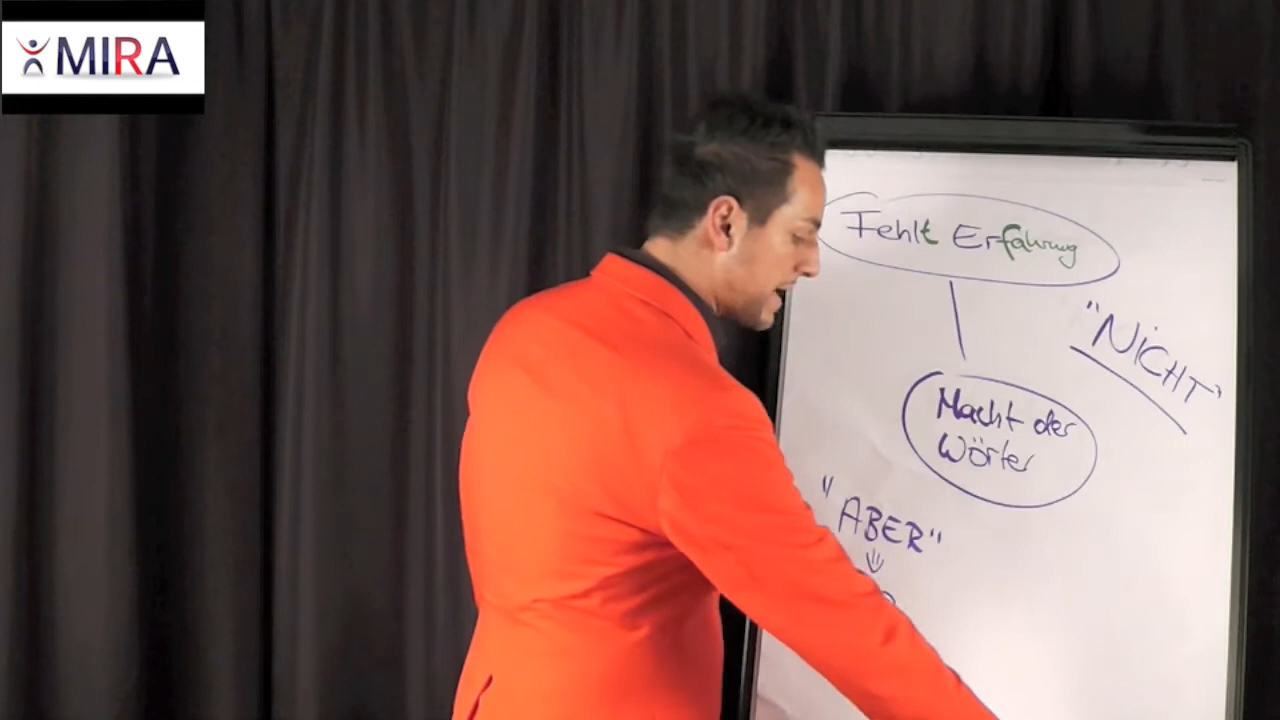 MIRA
Fehlt Erfahrung
"NiCHT"
Macht der
Wörter
"ABER"